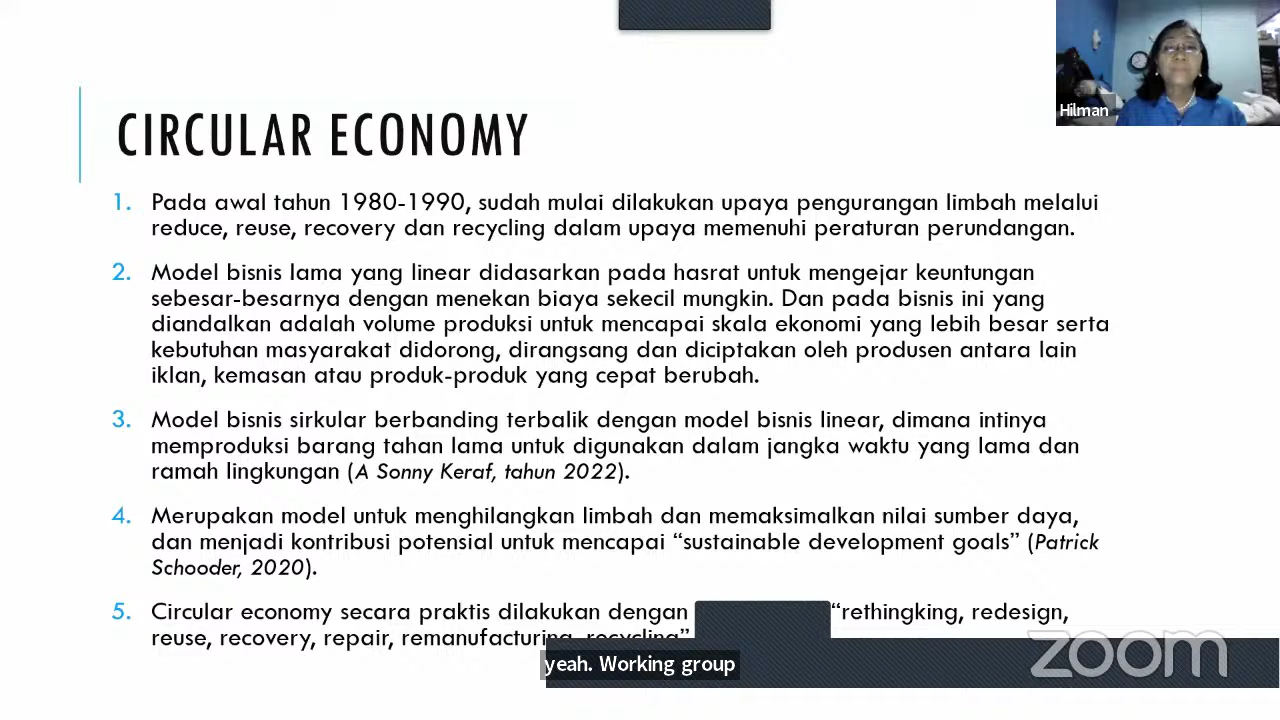 Hilman
CIRCULAR ECONOMY
1. Pada awal tahun 1980-1990, sudah mulai dilakukan upaya pengurangan limbah melalui
reduce, reuse, recovery dan recycling dalam upaya memenuhi peraturan perundangan.
2. Model bisnis lama yang linear didasarkan pada hasrat untuk mengejar keuntungan
sebesar-besarnya dengan menekan biaya sekecil mungkin. Dan pada bisnis ini yang
diandalkan adalah volume produksi untuk mencapai skala ekonomi yang lebih besar serta
kebutuhan masyarakat didorong, dirangsang dan diciptakan oleh produsen antara lain
iklan, kemasan atau produk-produk yang cepat berubah.
3. Model bisnis sirkular berbanding terbalik dengan model bisnis linear, dimana intinya
memproduksi barang tahan lama untuk digunakan dalam jangka waktu yang lama dan
ramah lingkungan (A Sonny Keraf, tahun 2022).
4. Merupakan model untuk menghilangkan limbah dan memaksimalkan nilai sumber daya,
dan menjadi kontribusi potensial untuk mencapai “sustainable development goals” (Patrick
Schooder, 2020).
5. Circular economy secara praktis dilakukan dengan “rethingking, redesign,
reuse, recovery, repair, remanufacturing, recycling”
yeah. Working group
zoom